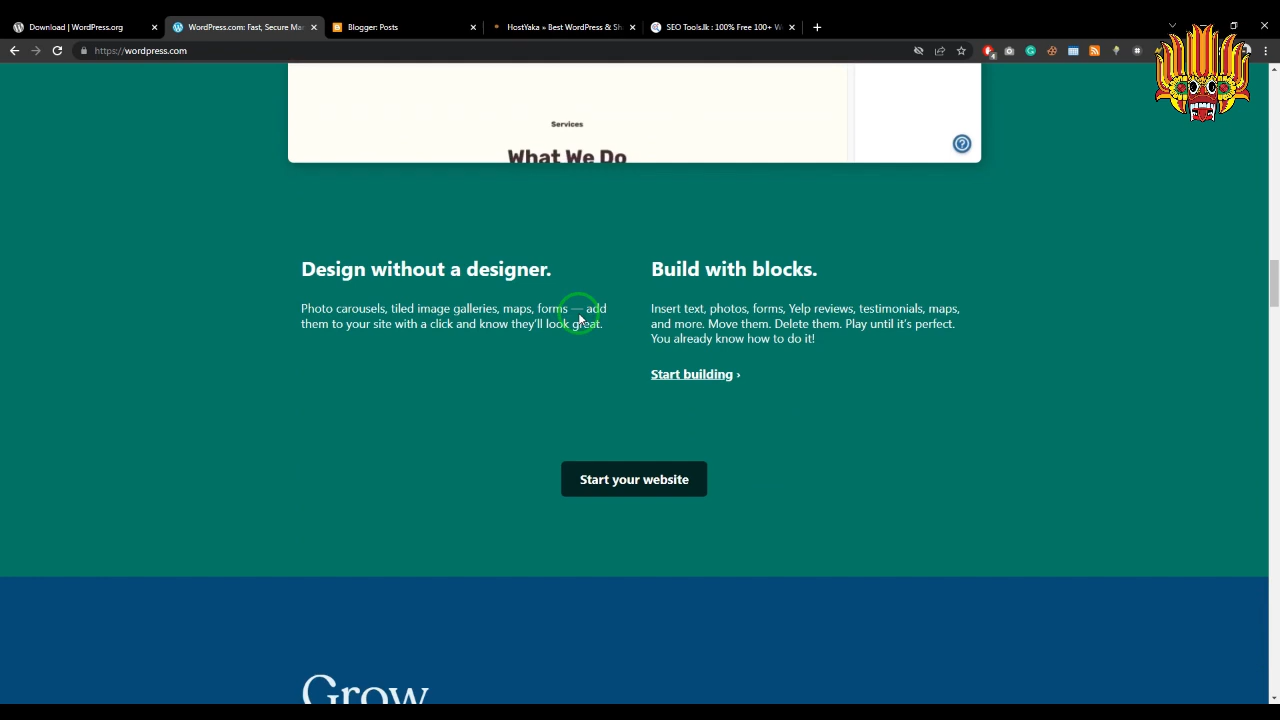 Download | WordPress.org
WordPress.com: Fast, Secure Ma
Blogger: Posts
HostYaka » Best WordPress & Sh
SEO Tools.lk : 100% Free 100+ W
https://wordpress.com
Services
What We Do
Design without a designer.
Photo carousels, tiled image galleries, maps, forms — add
them to your site with a click and know they'll look great.
Build with blocks.
Insert text, photos, forms, Yelp reviews, testimonials, maps,
and more. Move them. Delete them. Play until it's perfect.
You already know how to do it!
Start building ›
Start your website
Grow